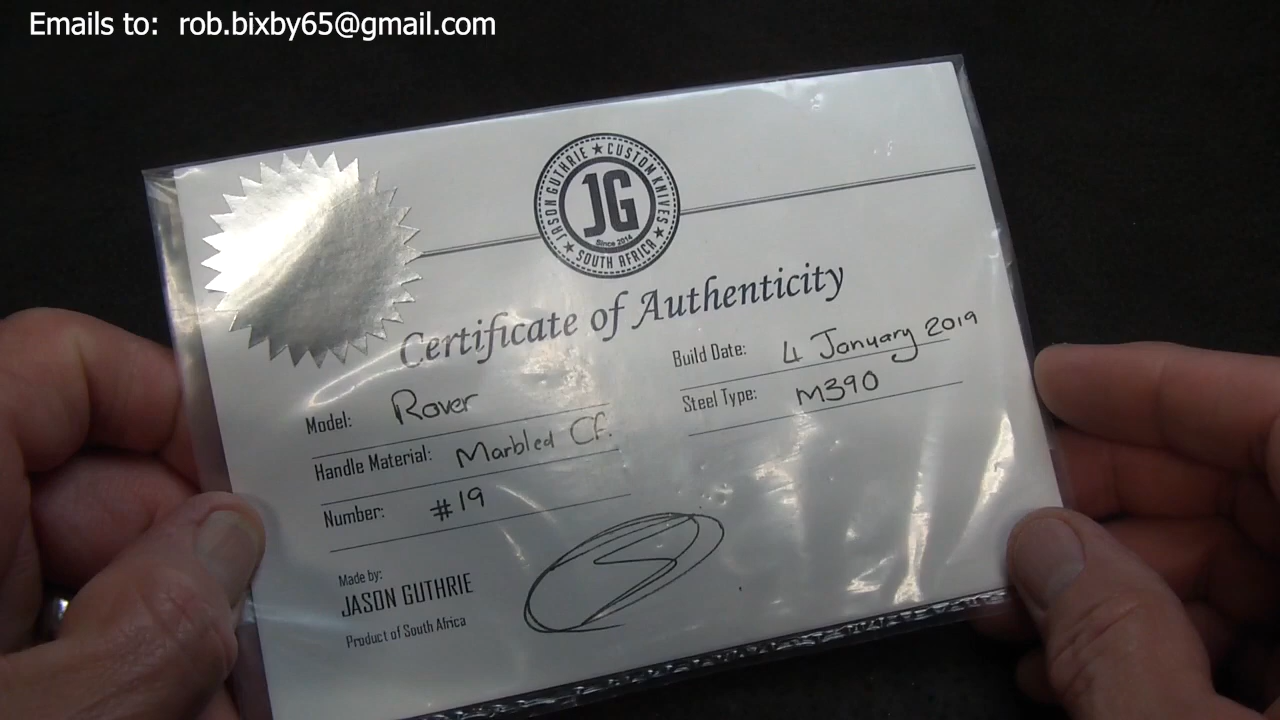 Emails to: rob.bixby65@gmail.com
JASON GUTHRIE ★ CUSTOM KNIVES ★ SOUTH AFRICA ★
JG
Since 2014
Certificate of Authenticity
Build Date: 4 January 2019
Steel Type: M390
Model: Rover
Handle Material: Marbled CF.
Number: #19
Made by:
JASON GUTHRIE
Product of South Africa